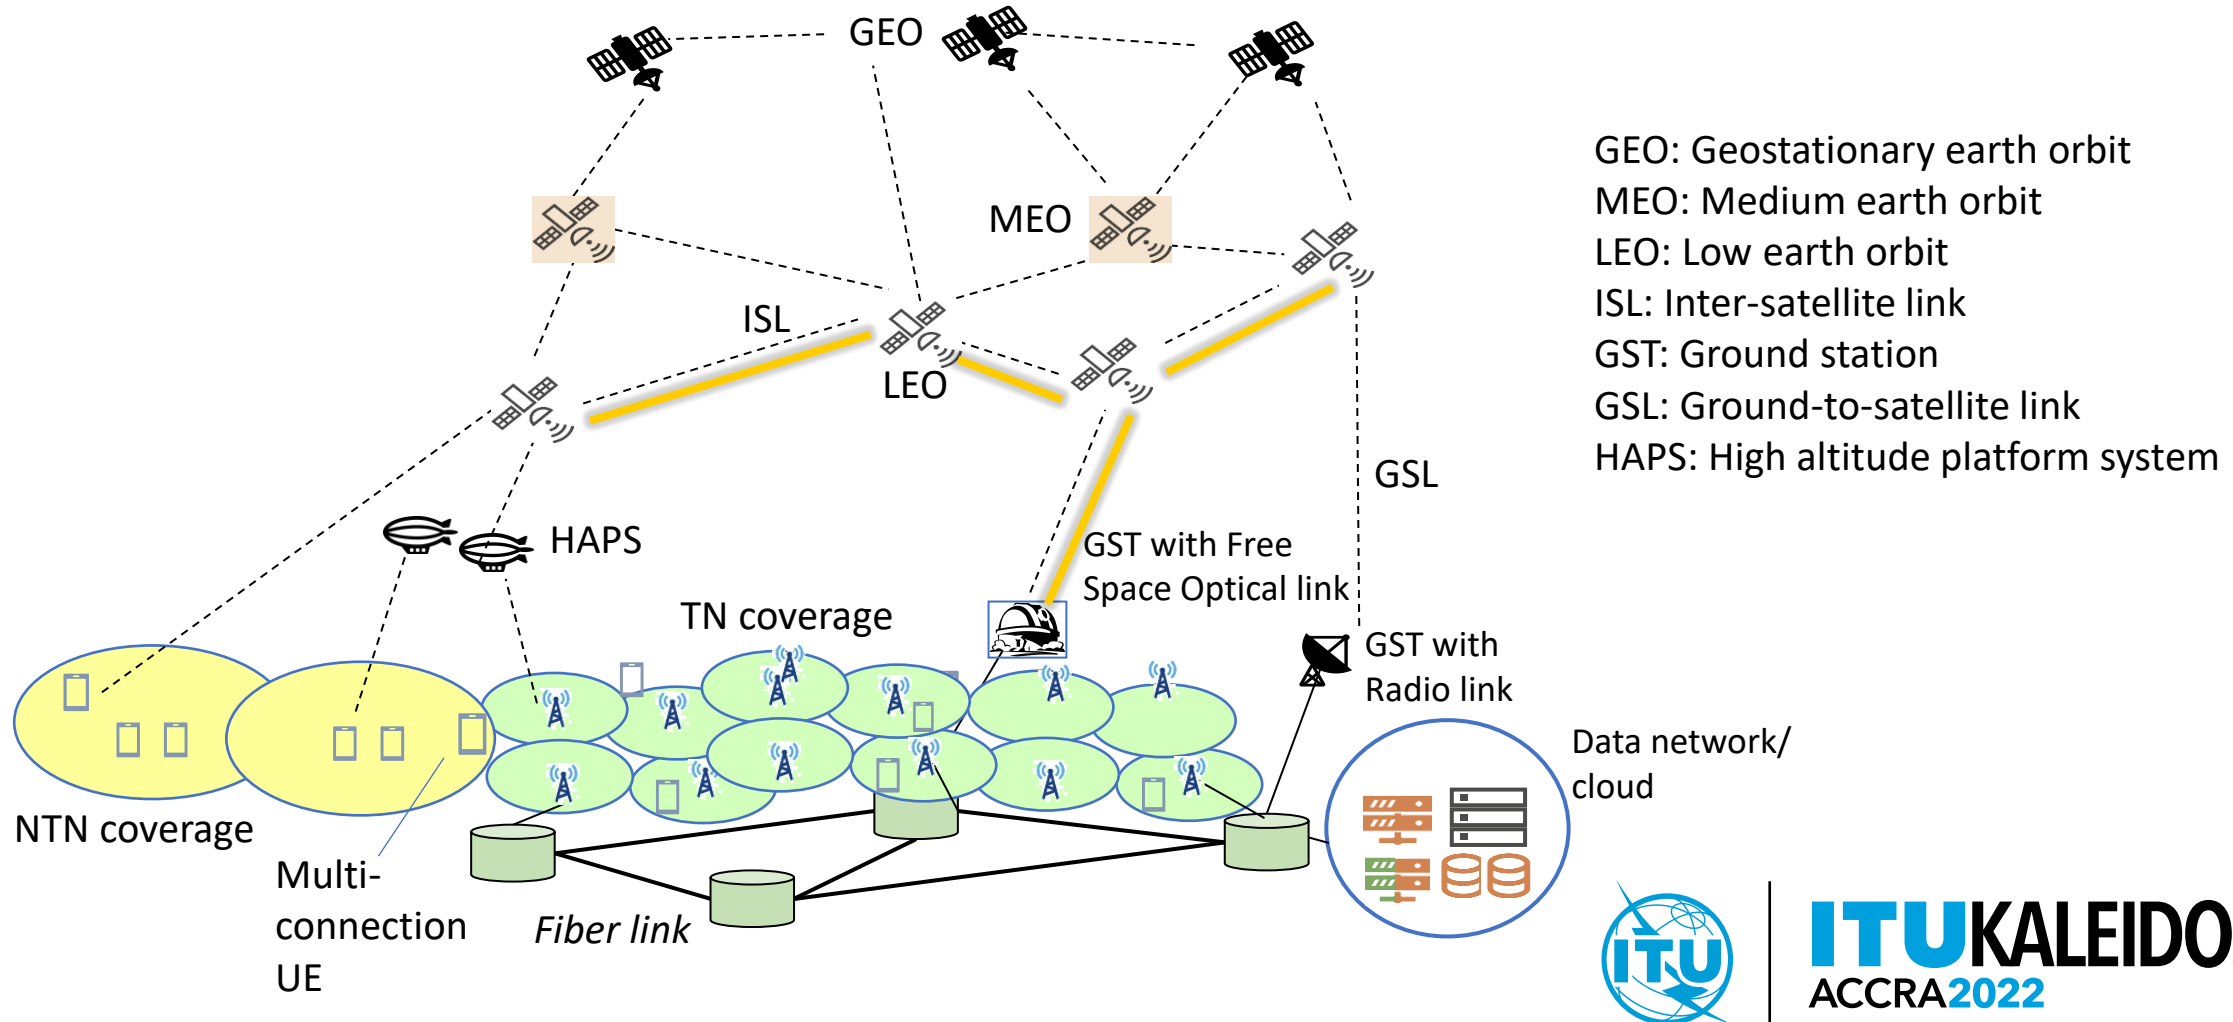 GEO
MEO
ISL
LEO
GSL
HAPS
GST with Free
Space Optical link
TN coverage
GST with
Radio link
Data network/
cloud
NTN coverage
Multi-
connection
UE
Fiber link
GEO: Geostationary earth orbit
MEO: Medium earth orbit
LEO: Low earth orbit
ISL: Inter-satellite link
GST: Ground station
GSL: Ground-to-satellite link
HAPS: High altitude platform system
ITU
ITUKALEIDO
ACCRA2022